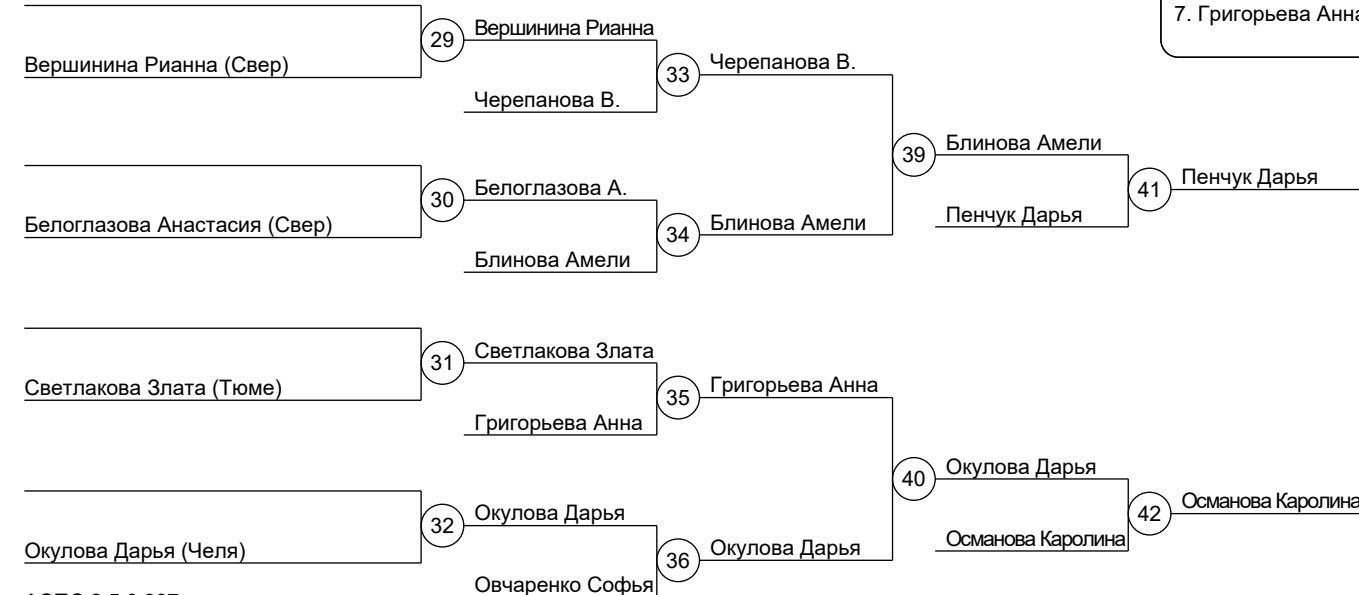 7. Григорьева Анна
29
Вершинина Рианна
Вершинина Рианна (Свер)
33
Черепанова В.
Черепанова В.
39
Блинова Амели
30
Белоглазова А.
41
Пенчук Дарья
Белоглазова Анастасия (Свер)
34
Блинова Амели
Пенчук Дарья
Блинова Амели
31
Светлакова Злата
Светлакова Злата (Тюме)
35
Григорьева Анна
Григорьева Анна
40
Окулова Дарья
32
Окулова Дарья
42
Османова Каролина
Окулова Дарья (Челя)
36
Окулова Дарья
Османова Каролина
Овчаренко Софья